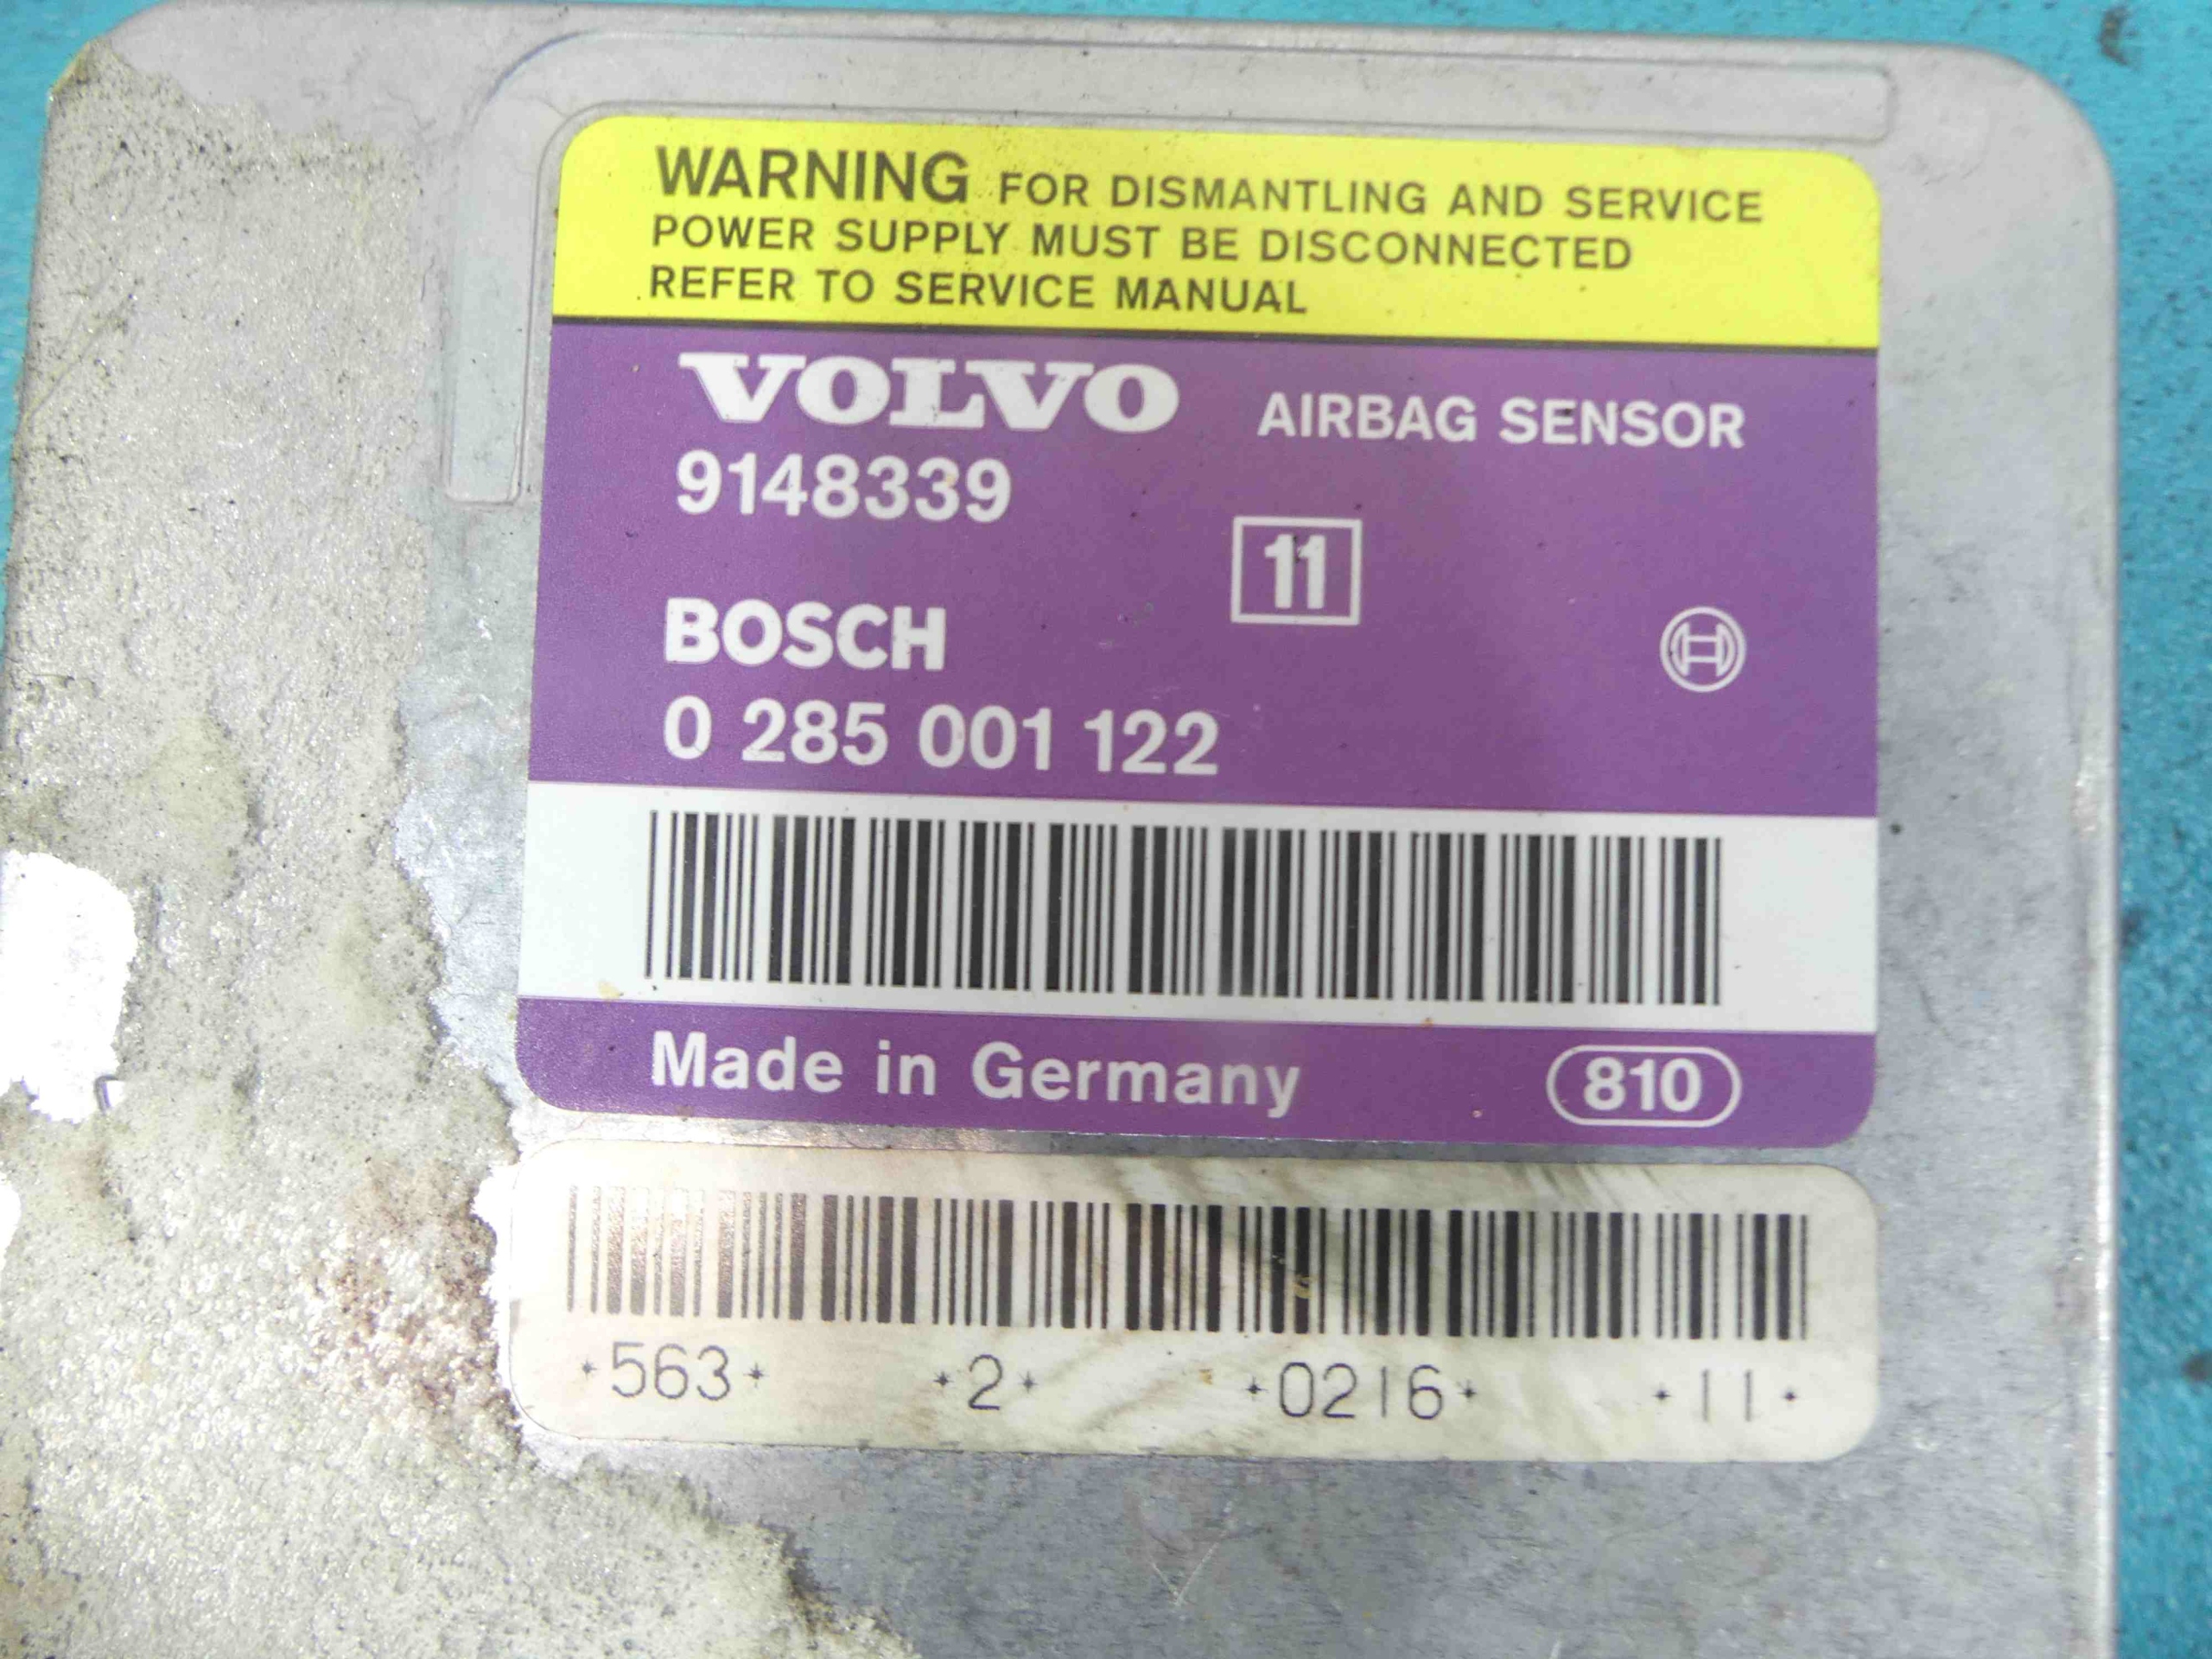 WARNING FOR DISMANTLING AND SERVICE
POWER SUPPLY MUST BE DISCONNECTED
REFER TO SERVICE MANUAL
VOLVO AIRBAG SENSOR
9148339
11
BOSCH
0 285 001 122
Made in Germany 810
*563* *2* *0216* *11*